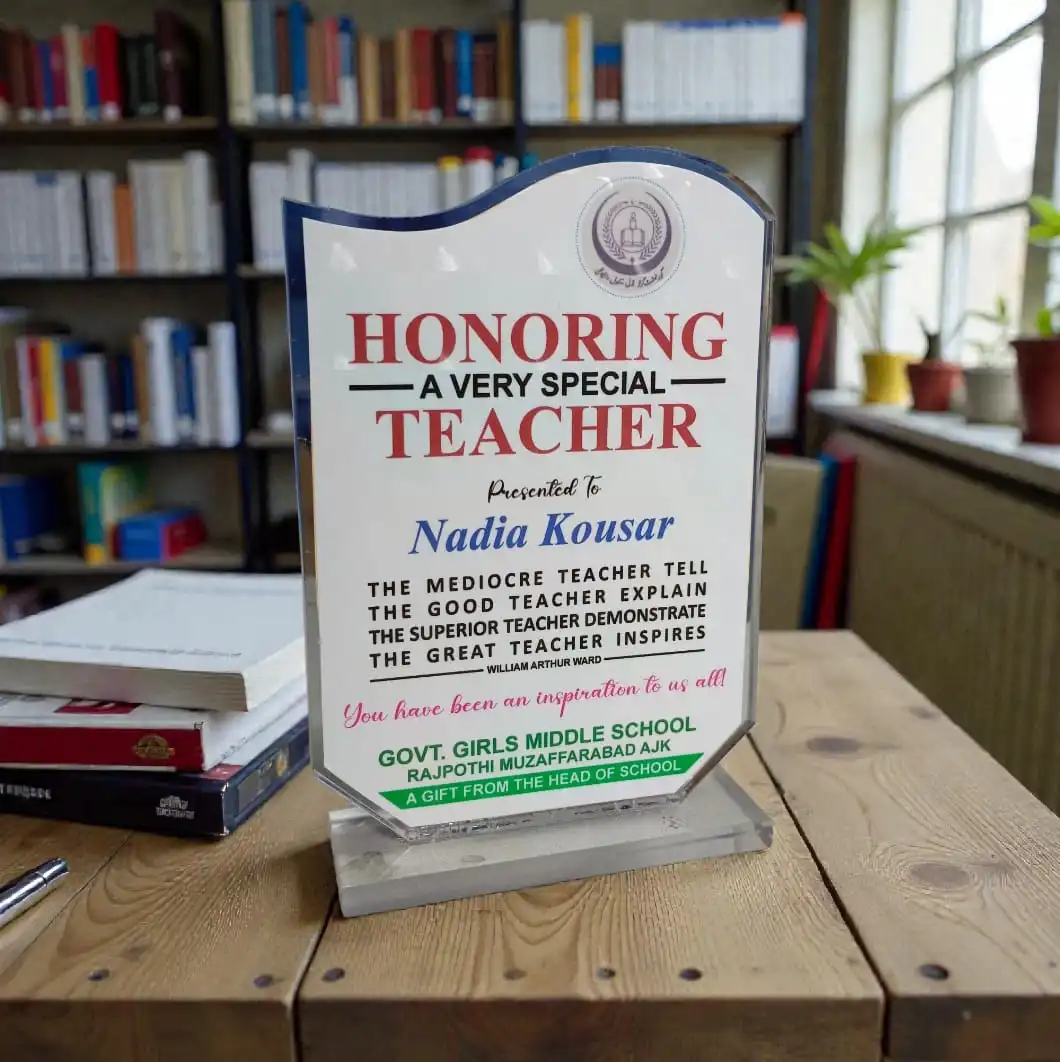 HONORING
A VERY SPECIAL
TEACHER
Presented To
Nadia Kousar
THE MEDIOCRE TEACHER TELL
THE GOOD TEACHER EXPLAIN
THE SUPERIOR TEACHER DEMONSTRATE
THE GREAT TEACHER INSPIRES
WILLIAM ARTHUR WARD
You have been an inspiration to us all!
GOVT. GIRLS MIDDLE SCHOOL
RAJPOTHI MUZAFFARABAD AJK
A GIFT FROM THE HEAD OF SCHOOL